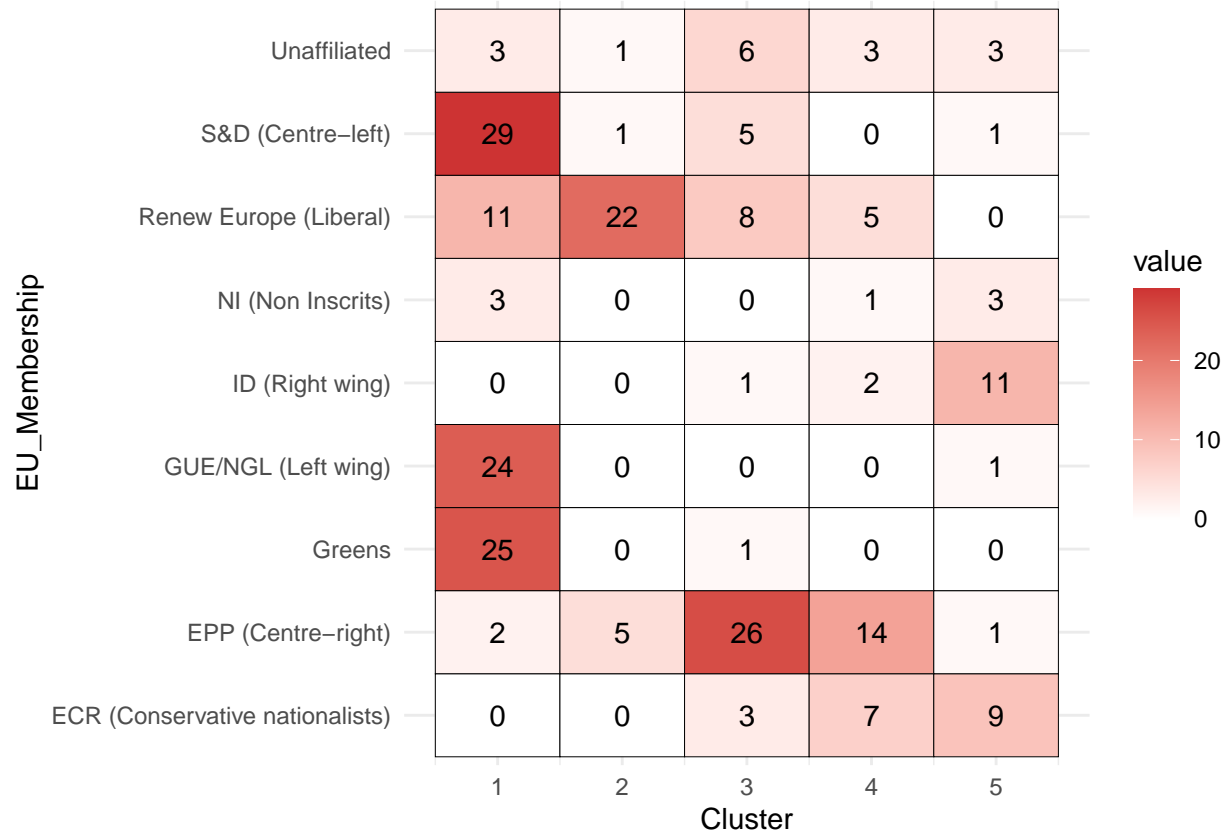 Unaffiliated 3 1 6 3 3
S&D (Centre−left) 29 1 5 0 1
Renew Europe (Liberal) 11 22 8 5 0
NI (Non Inscrits) 3 0 0 1 3
ID (Right wing) 0 0 1 2 11
GUE/NGL (Left wing) 24 0 0 0 1
Greens 25 0 1 0 0
EPP (Centre−right) 2 5 26 14 1
ECR (Conservative nationalists) 0 0 3 7 9
1 2 3 4 5
Cluster
EU_Membership
value
20
10
0